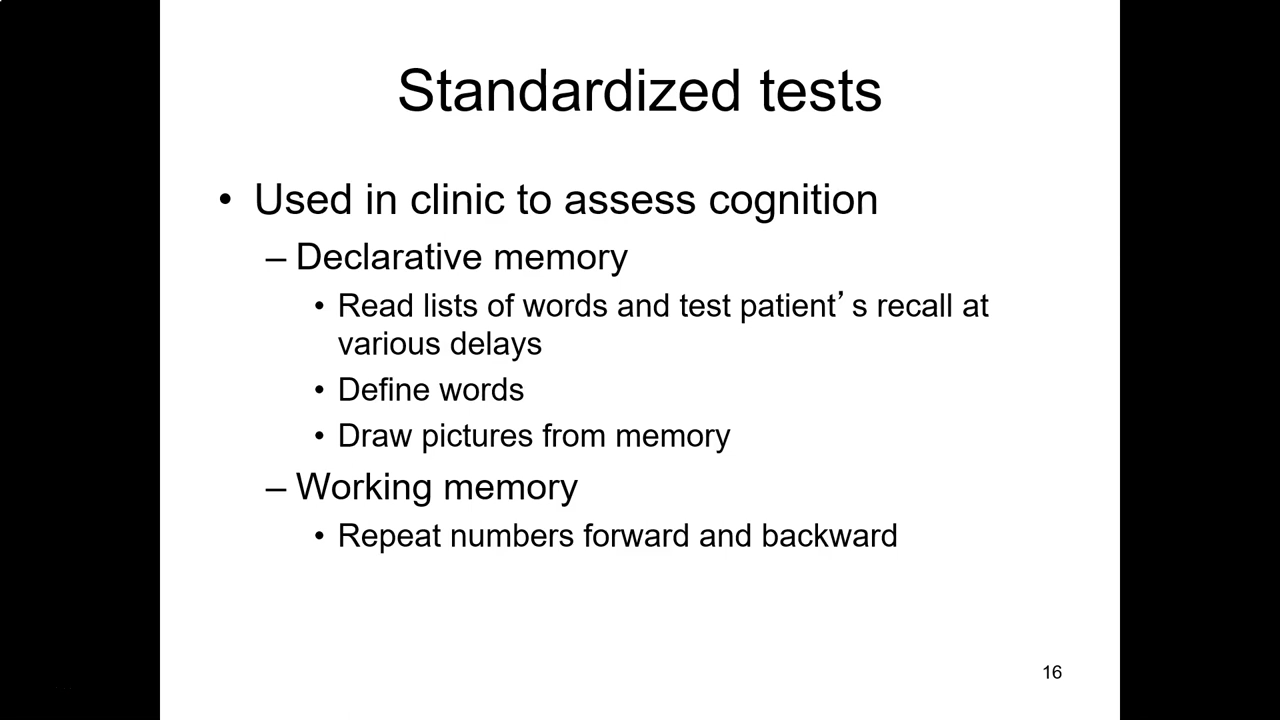 Standardized tests
• Used in clinic to assess cognition
– Declarative memory
• Read lists of words and test patient’s recall at
various delays
• Define words
• Draw pictures from memory
– Working memory
• Repeat numbers forward and backward
16